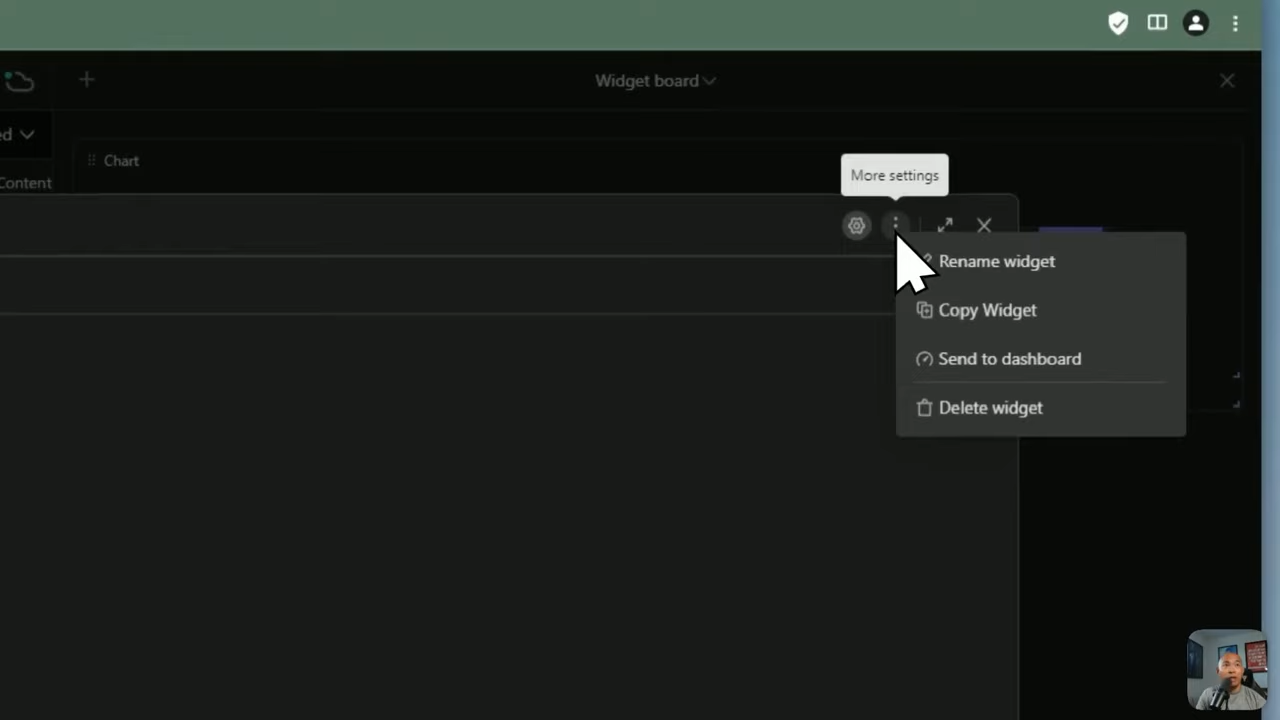 Widget board
ed
Chart
Content
More settings
Rename widget
Copy Widget
Send to dashboard
Delete widget